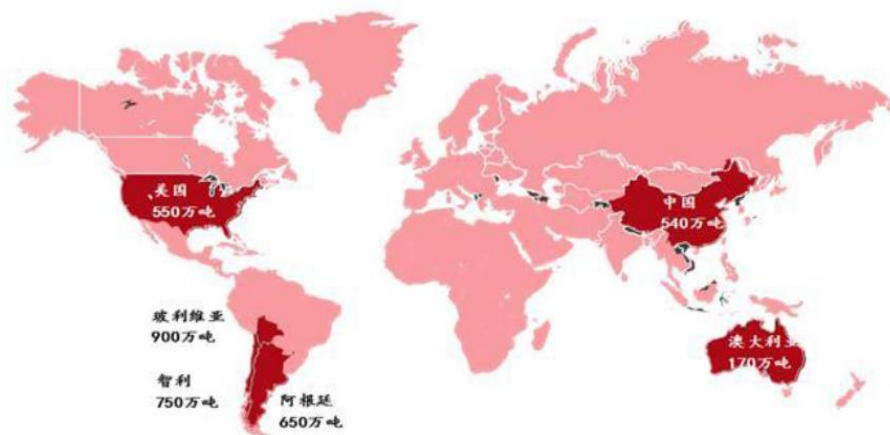 美国
550万吨
中国
540万吨
玻利维亚
900万吨
澳大利亚
170万吨
智利
750万吨
阿根廷
650万吨